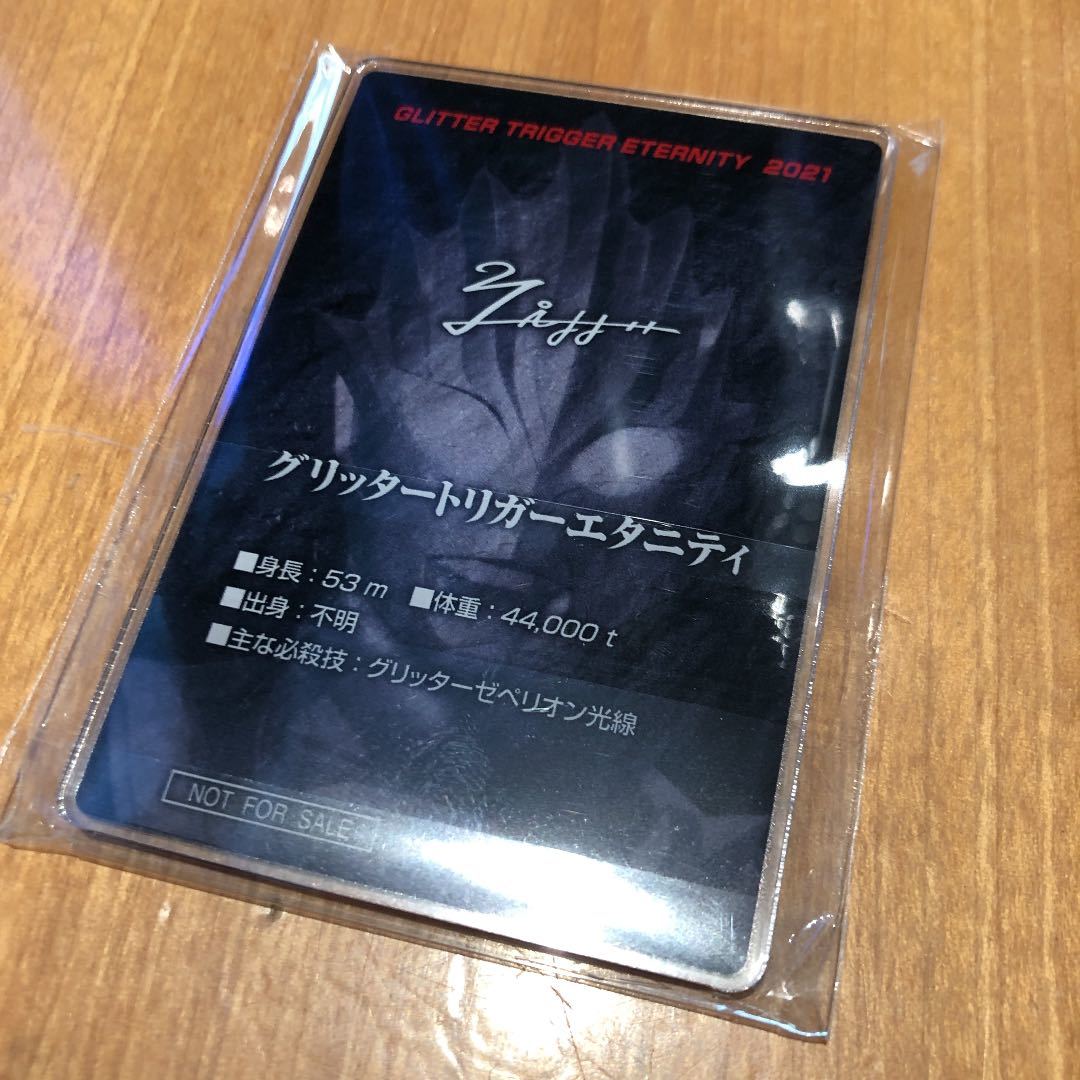 GLITTER TRIGGER ETERNITY 2021
グリッタートリガーエタニティ
■身長：53 m ■体重：44,000 t
■出身：不明
■主な必殺技：グリッターゼペリオン光線
NOT FOR SALE